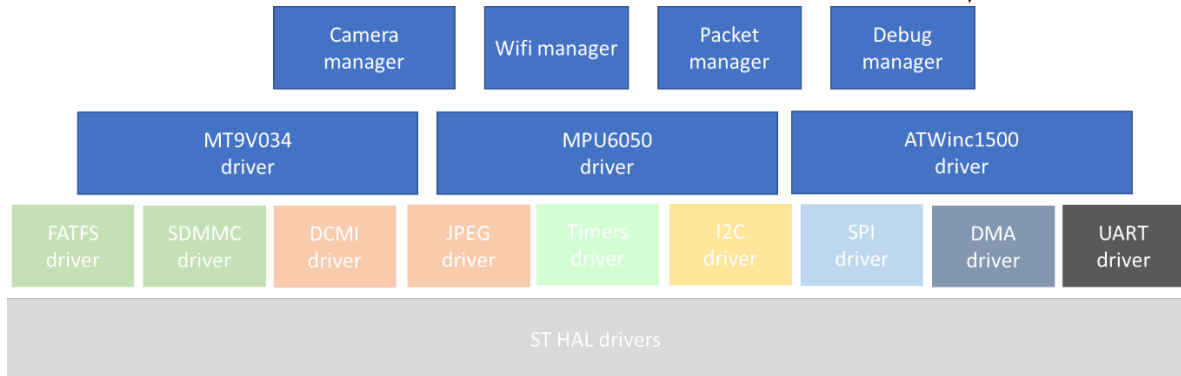 Camera
manager
Wifi manager
Packet
manager
Debug
manager
MT9V034
driver
MPU6050
driver
ATWinc1500
driver
FATFS
driver
SDMMC
driver
DCMI
driver
JPEG
driver
Timers
driver
I2C
driver
SPI
driver
DMA
driver
UART
driver
ST HAL drivers